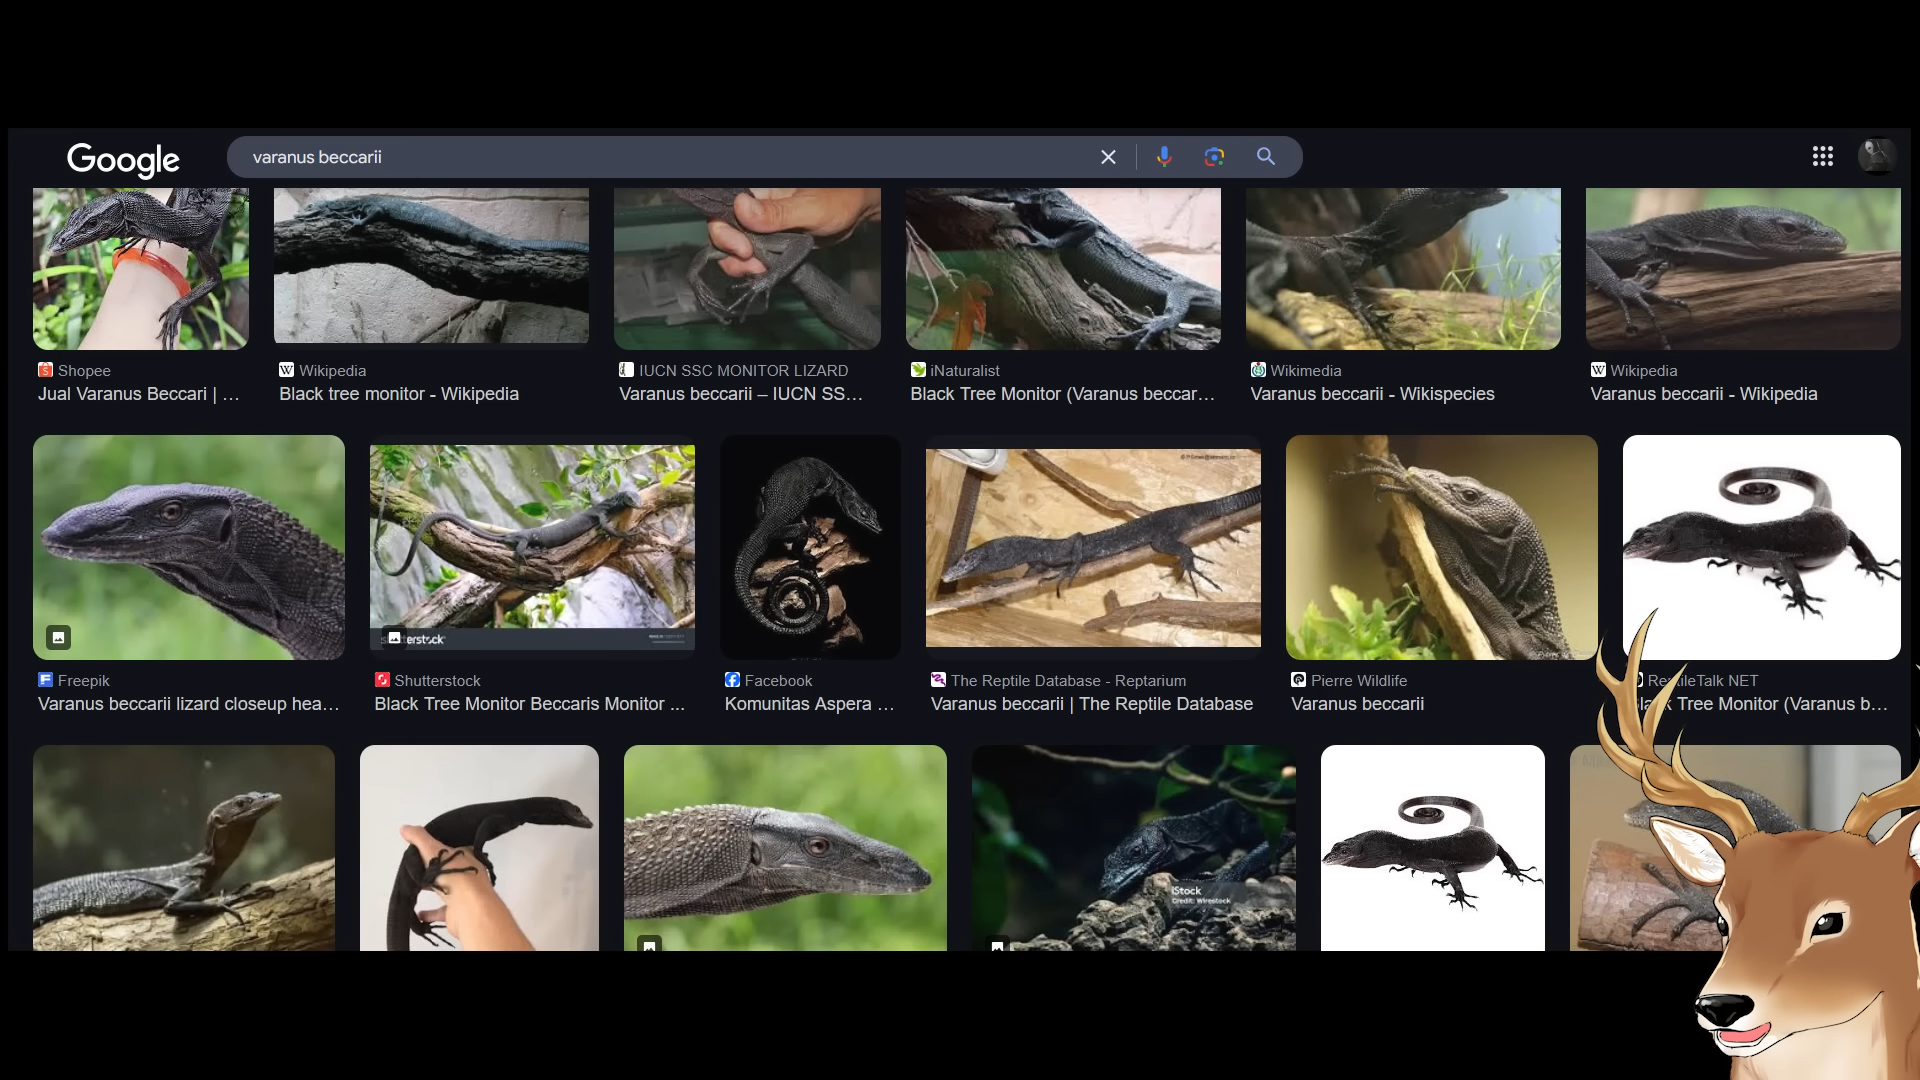 Google
varanus beccarii
Shopee
Jual Varanus Beccari | ...
Wikipedia
Black tree monitor - Wikipedia
IUCN SSC MONITOR LIZARD
Varanus beccarii – IUCN SS...
iNaturalist
Black Tree Monitor (Varanus beccar...
Wikimedia
Varanus beccarii - Wikispecies
Wikipedia
Varanus beccarii - Wikipedia
Freepik
Varanus beccarii lizard closeup hea...
Shutterstock
Black Tree Monitor Beccaris Monitor ...
Facebook
Komunitas Aspera ...
The Reptile Database - Reptarium
Varanus beccarii | The Reptile Database
Pierre Wildlife
Varanus beccarii
Tree Monitor (Varanus b...
iStock
Credit: Wirestock